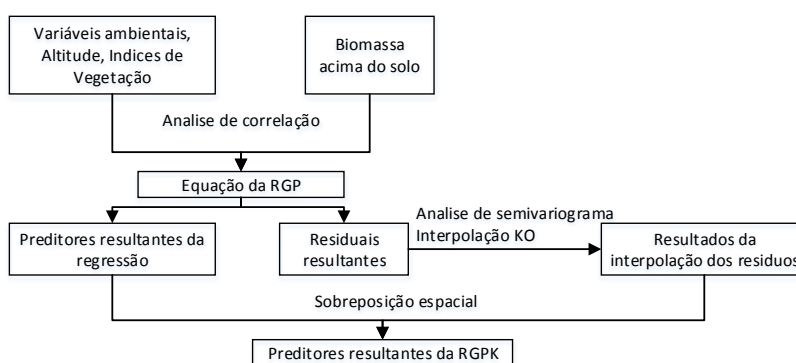 Variáveis ambientais,
Altitude, Indices de
Vegetação
Biomassa
acima do solo
Analise de correlação
Equação da RGP
Preditores resultantes da
regressão
Residuais
resultantes
Analise de semivariograma
Interpolação KO
Resultados da
interpolação dos residuos
Sobreposição espacial
Preditores resultantes da RGPK